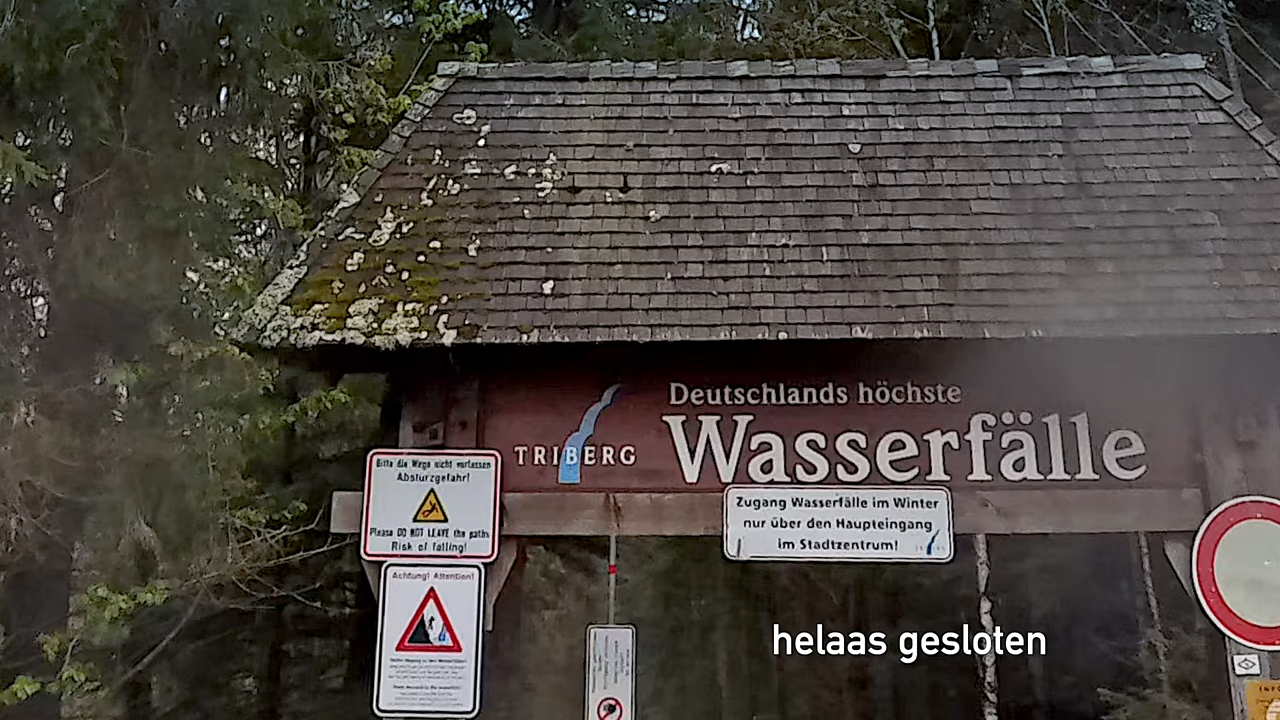 Deutschlands höchste
TRIBERG Wasserfälle
Bitte die Wege nicht verlassen
Absturzgefahr!
Please DO NOT LEAVE the paths
Risk of falling!
Zugang Wasserfälle im Winter
nur über den Haupteingang
im Stadtzentrum!
Achtung! Attention!
helaas gesloten